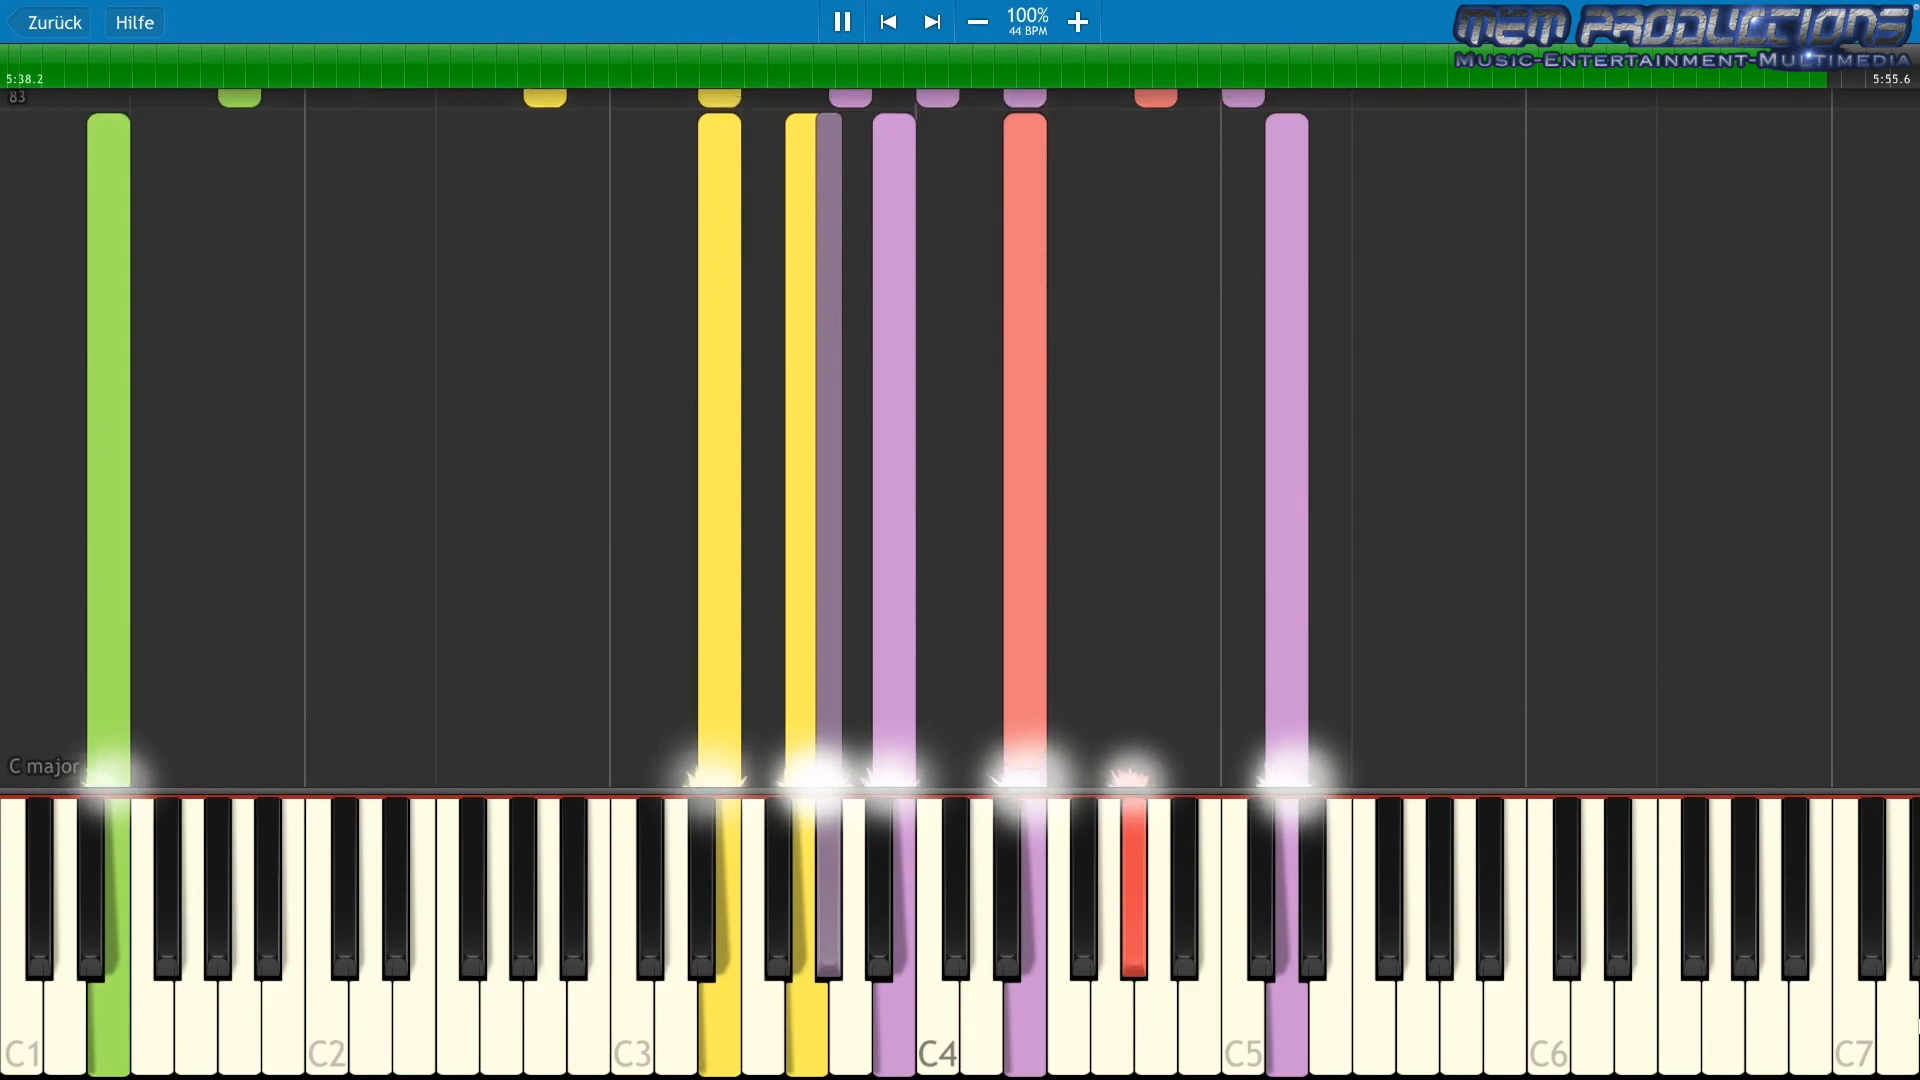 Zurück
Hilfe
100%
44 BPM
MEM PRODUCTIONS
MUSIC-ENTERTAINMENT-MULTIMEDIA
5:38.2
5:55.6
83
C major
C1
C2
C3
C4
C5
C6
C7